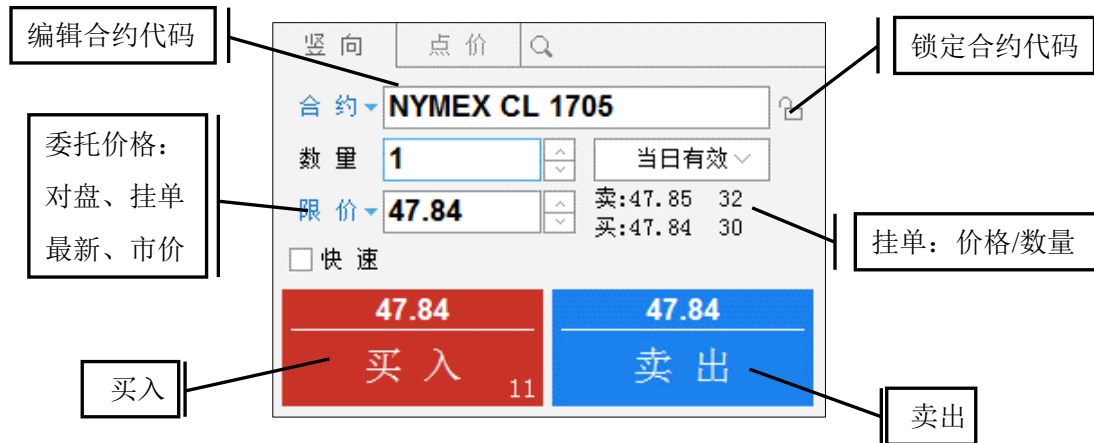 编辑合约代码
竖 向
点 价
锁定合约代码
合 约
NYMEX CL 1705
委托价格：
对盘、挂单
最新、市价
数 量
1
当日有效
限 价
47.84
卖:47.85 32
买:47.84 30
挂单：价格/数量
快 速
47.84
买 入
11
47.84
卖 出
买入
卖出